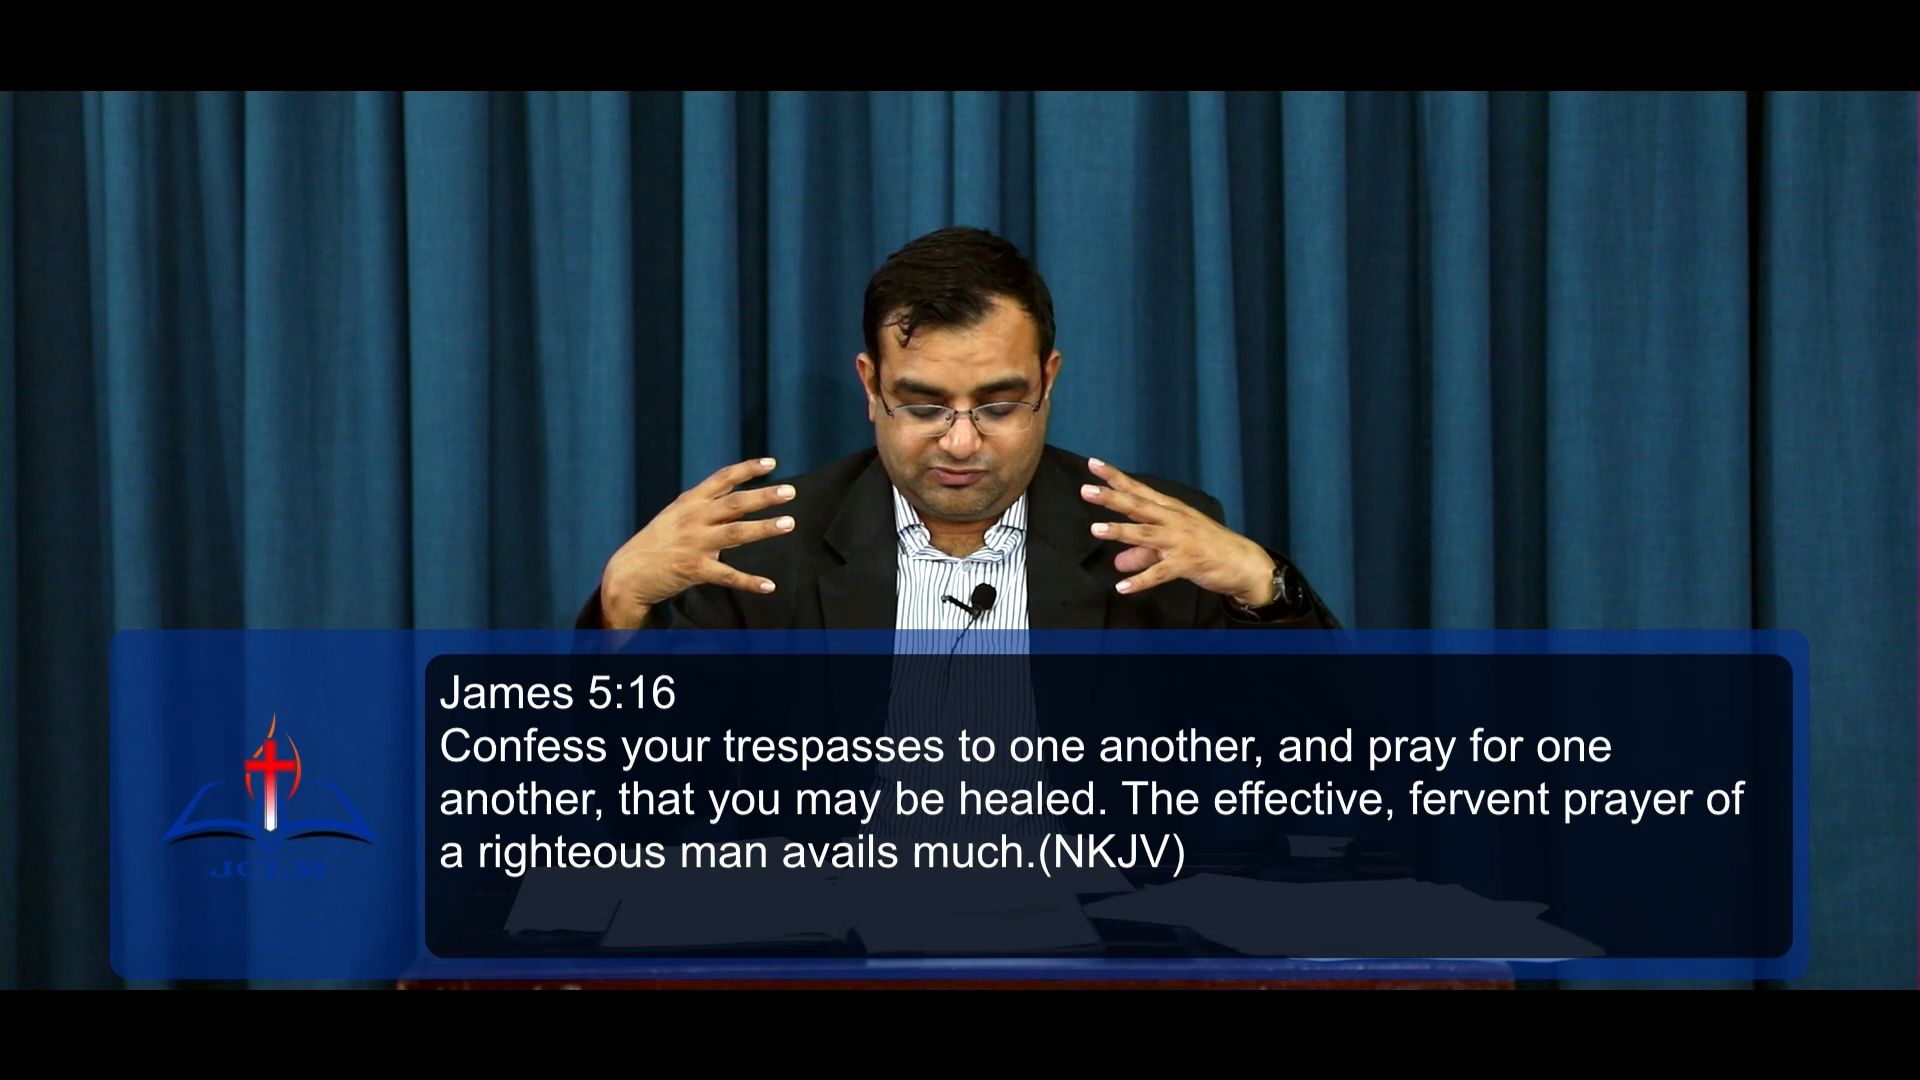 James 5:16
Confess your trespasses to one another, and pray for one
another, that you may be healed. The effective, fervent prayer of
a righteous man avails much.(NKJV)
JCLM